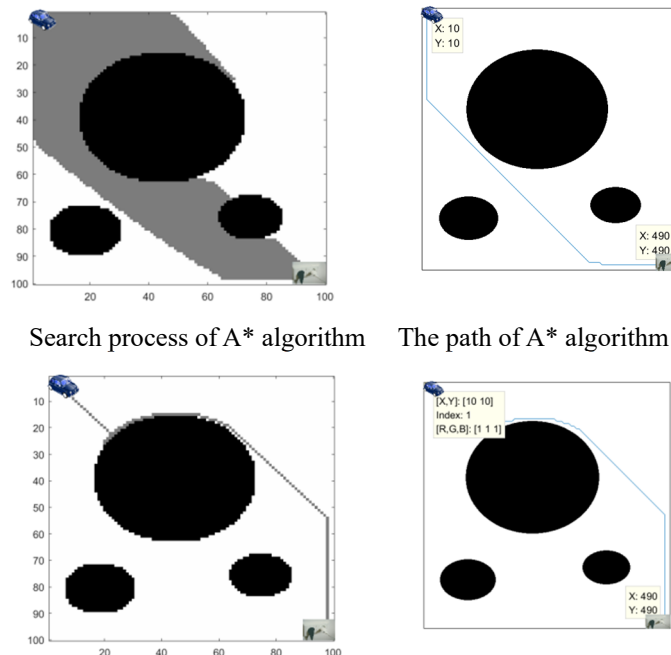 10
20
30
40
50
60
70
80
90
100
20
40
60
80
100
X: 10
Y: 10
X: 490
Y: 490
Search process of A* algorithm
The path of A* algorithm
10
20
30
40
50
60
70
80
90
100
20
40
60
80
100
[X,Y]: [10 10]
Index: 1
[R,G,B]: [1 1 1]
X: 490
Y: 490